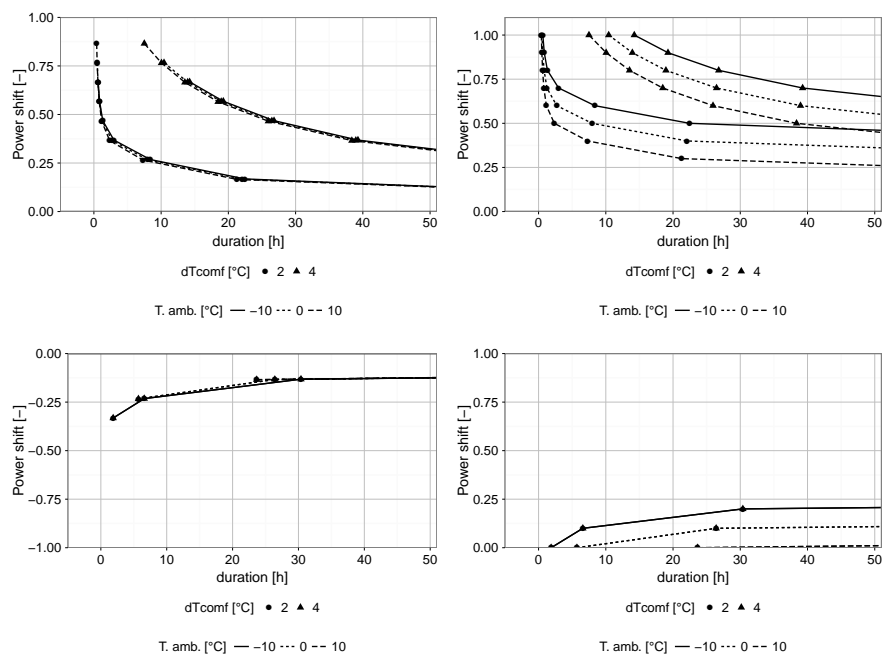 1.00
0.75
0.50
0.25
0.00
Power shift [−]
0 10 20 30 40 50
duration [h]
dTcomf [°C] 2 4
T. amb. [°C] −10 0 10
1.00
0.75
0.50
0.25
0.00
Power shift [−]
0 10 20 30 40 50
duration [h]
dTcomf [°C] 2 4
T. amb. [°C] −10 0 10
0.00
−0.25
−0.50
−0.75
−1.00
Power shift [−]
0 10 20 30 40 50
duration [h]
dTcomf [°C] 2 4
T. amb. [°C] −10 0 10
1.00
0.75
0.50
0.25
0.00
Power shift [−]
0 10 20 30 40 50
duration [h]
dTcomf [°C] 2 4
T. amb. [°C] −10 0 10